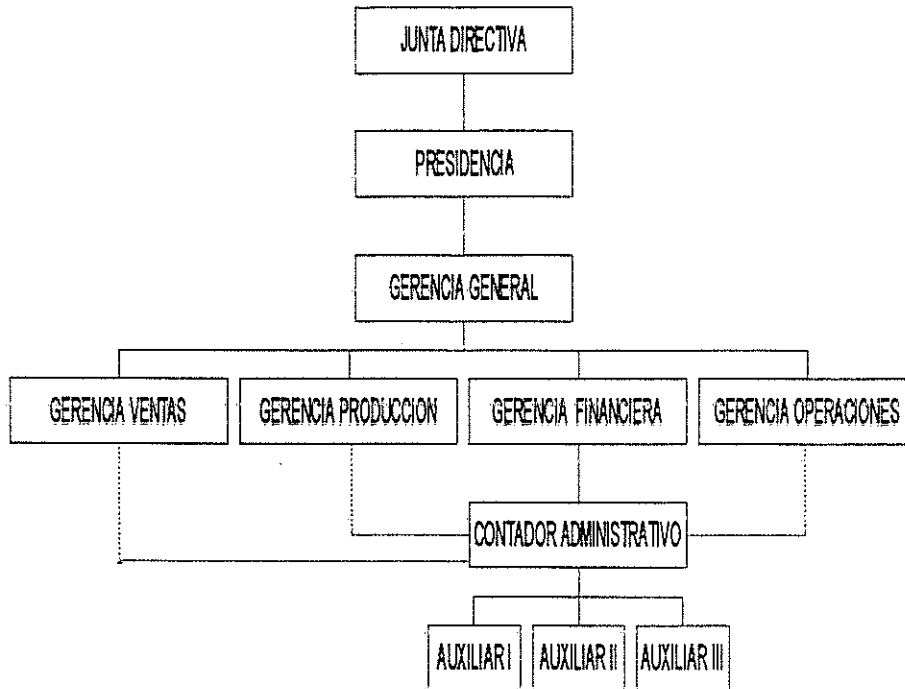 JUNTA DIRECTIVA
PRESIDENCIA
GERENCIA GENERAL
GERENCIA VENTAS
GERENCIA PRODUCCION
GERENCIA FINANCIERA
GERENCIA OPERACIONES
CONTADOR ADMINISTRATIVO
AUXILIAR I
AUXILIAR II
AUXILIAR III